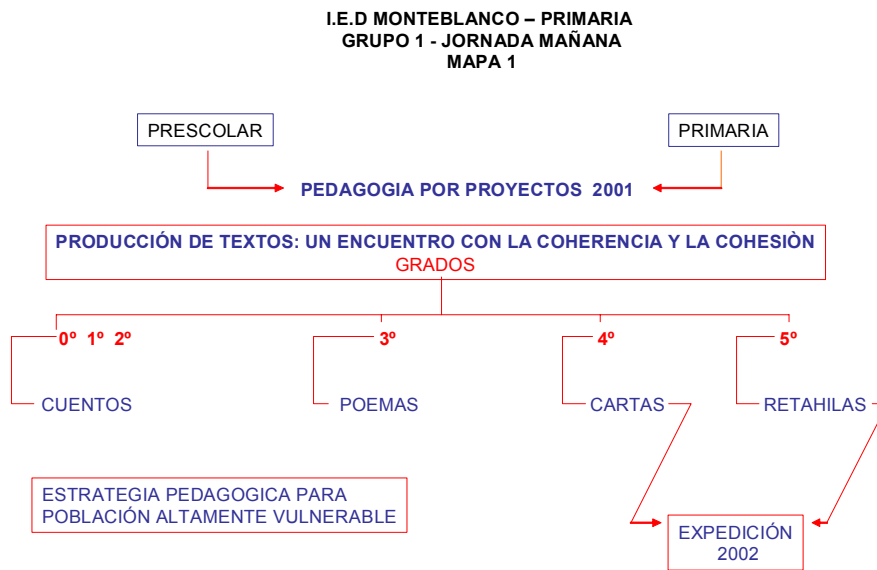 I.E.D MONTEBLANCO – PRIMARIA
GRUPO 1 - JORNADA MAÑANA
MAPA 1
PRESCOLAR
PRIMARIA
PEDAGOGIA POR PROYECTOS 2001
PRODUCCIÓN DE TEXTOS: UN ENCUENTRO CON LA COHERENCIA Y LA COHESIÒN
GRADOS
0º 1º 2º
3º
4º
5º
CUENTOS
POEMAS
CARTAS
RETAHILAS
ESTRATEGIA PEDAGOGICA PARA
POBLACIÓN ALTAMENTE VULNERABLE
EXPEDICIÓN
2002